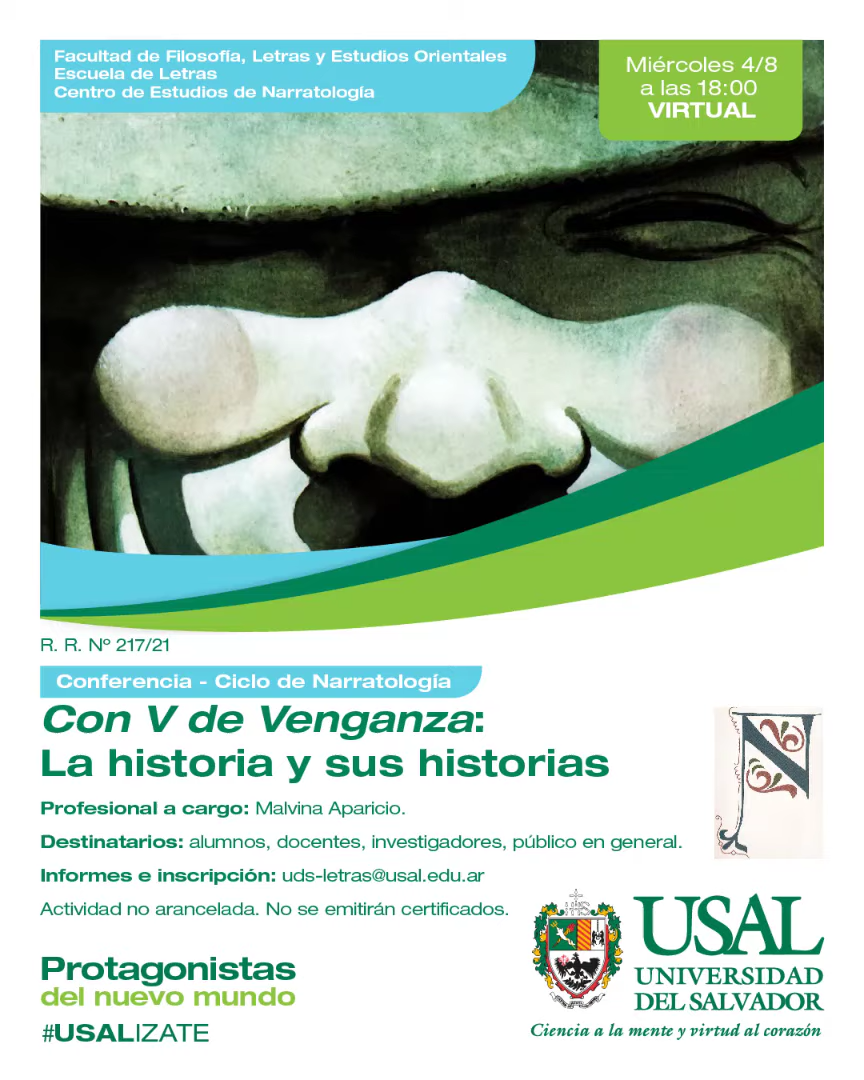 Facultad de Filosofía, Letras y Estudios Orientales
Escuela de Letras
Centro de Estudios de Narratología
Miércoles 4/8
a las 18:00
VIRTUAL
R. R. Nº 217/21
Conferencia - Ciclo de Narratología
Con V de Venganza:
La historia y sus historias
Profesional a cargo: Malvina Aparicio.
Destinatarios: alumnos, docentes, investigadores, público en general.
Informes e inscripción: uds-letras@usal.edu.ar
Actividad no arancelada. No se emitirán certificados.
N
Protagonistas
del nuevo mundo
#USALIZATE
IHS
USAL
UNIVERSIDAD
DEL SALVADOR
Ciencia a la mente y virtud al corazón